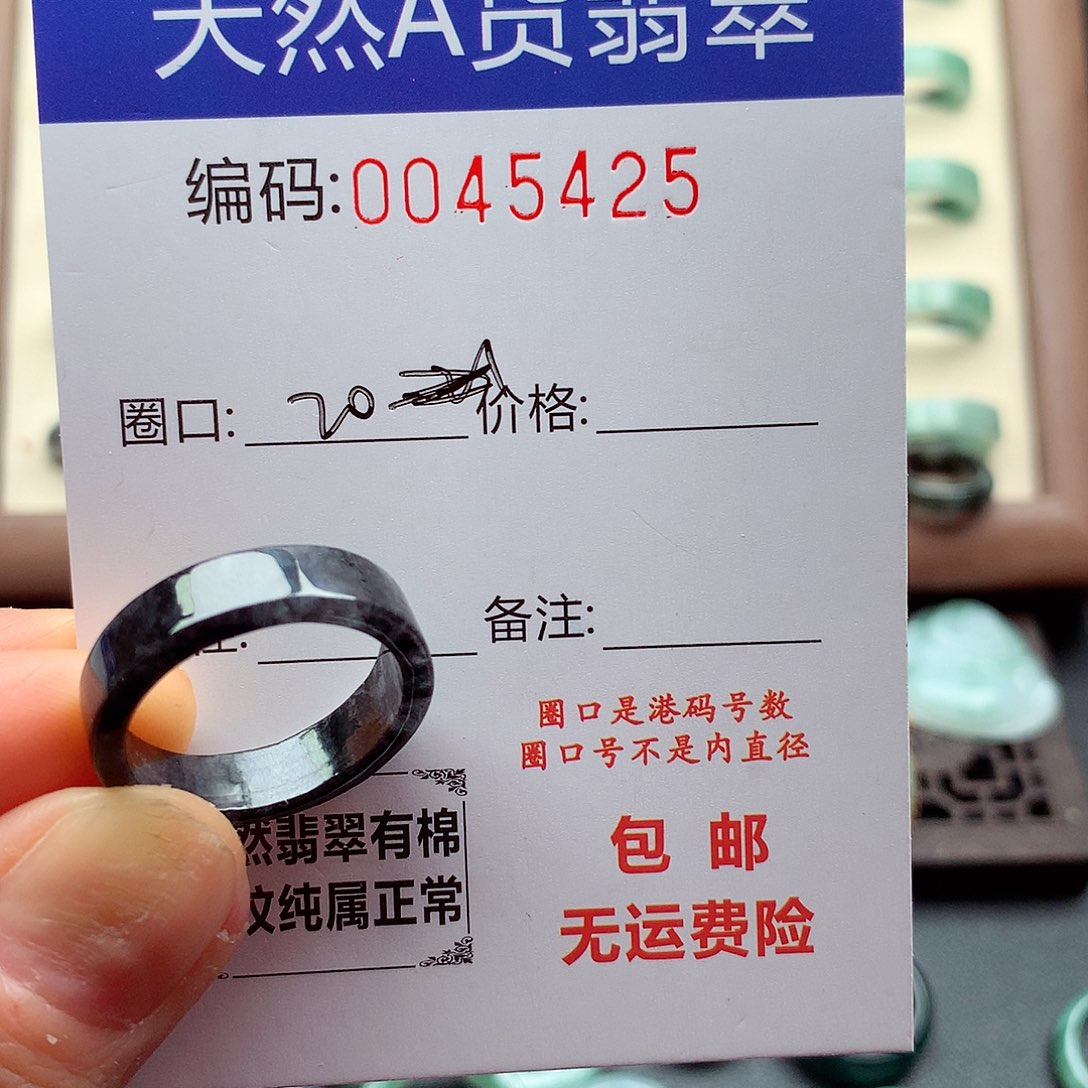 天然A货翡翠
编码:0045425
圈口: 20
价格:
备注:
圈口是港码号数
圈口号不是内直径
然翡翠有棉
纹纯属正常
包 邮
无运费险